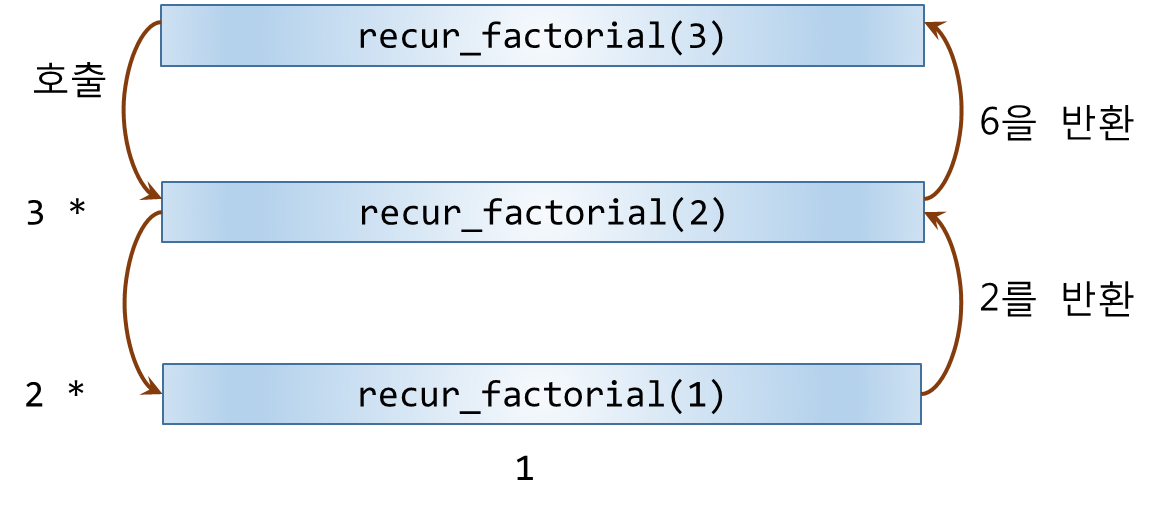 recur_factorial(3)
호출
6을 반환
3 *
recur_factorial(2)
2를 반환
2 *
recur_factorial(1)
1